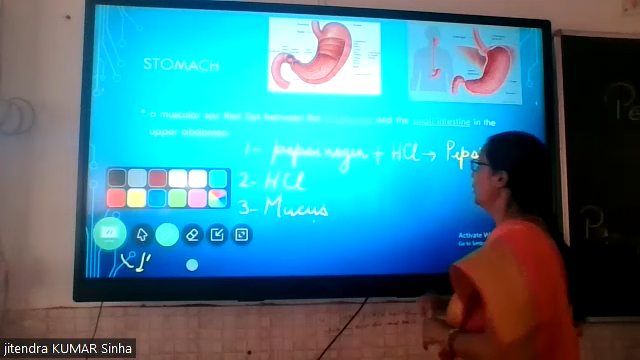 STOMACH
* a muscular sac that lies between the and the small intestine in the
upper abdomen.
1- pepsinogen + HCl → Pepsi
2- HCl
3- Mucus
Activate W
Go to Settin
jitendra KUMAR Sinha